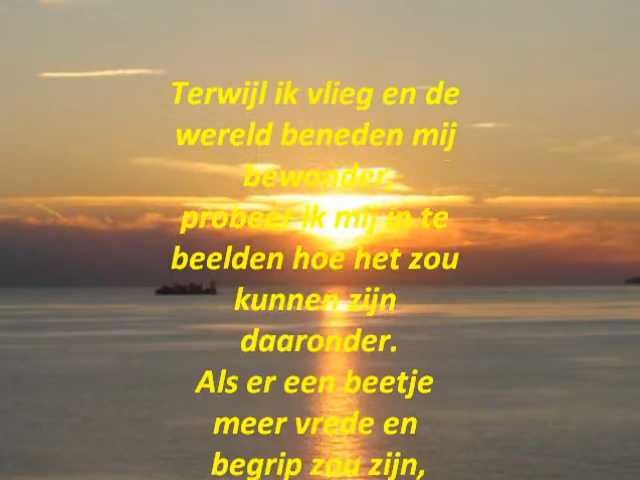 Terwijl ik vlieg en de
wereld beneden mij
bewonder,
probeer ik mij in te
beelden hoe het zou
kunnen zijn
daaronder.
Als er een beetje
meer vrede en
begrip zou zijn,